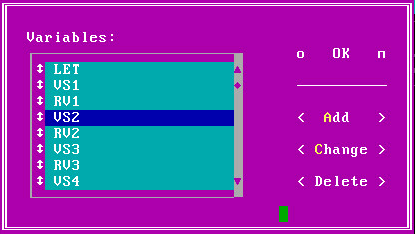 Variables:
↕ LET
↕ VS1
↕ RV1
↕ VS2
↕ RV2
↕ VS3
↕ RV3
↕ VS4
OK
< Add >
< Change >
< Delete >